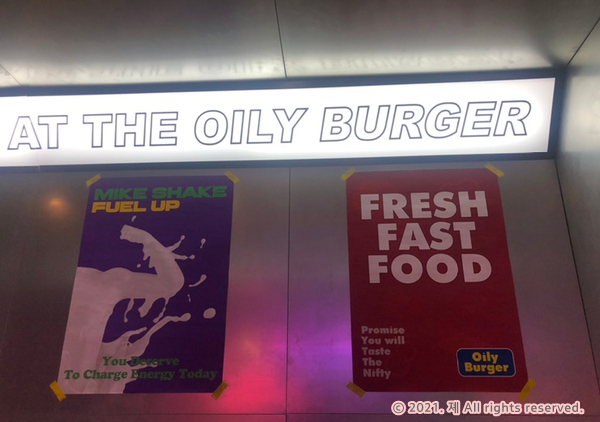 AT THE OILY BURGER
MIKE SHAKE
FUEL UP
You Deserve
To Charge Energy Today
FRESH
FAST
FOOD
Promise
You will
Taste
The
Nifty
Oily
Burger
© 2021. 제 All rights reserved.